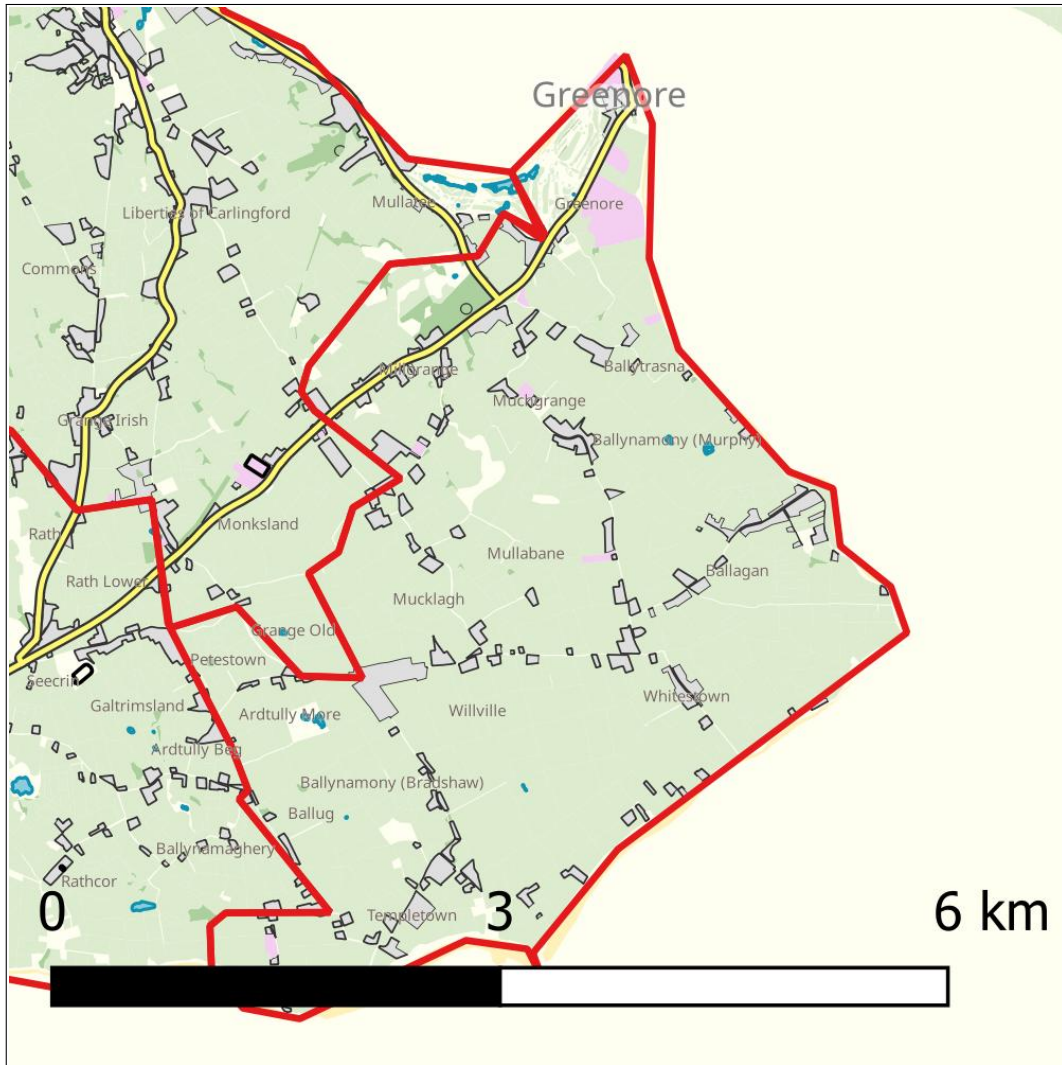 Greenore
Mullatee
Greenore
Liberties of Carlingford
Commons
Millgrange
Ballytrasna
Muchgrange
Grange Irish
Ballynamony (Murphy)
Monksland
Rath
Mullabane
Ballagan
Rath Lower
Mucklagh
Grange Old
Petestown
Seecrin
Whitestown
Galtrimsland
Ardtully More
Willville
Ardtully Beg
Ballynamony (Bradshaw)
Ballug
Ballynamaghery
Rathcor
Templetown
0 3 6 km